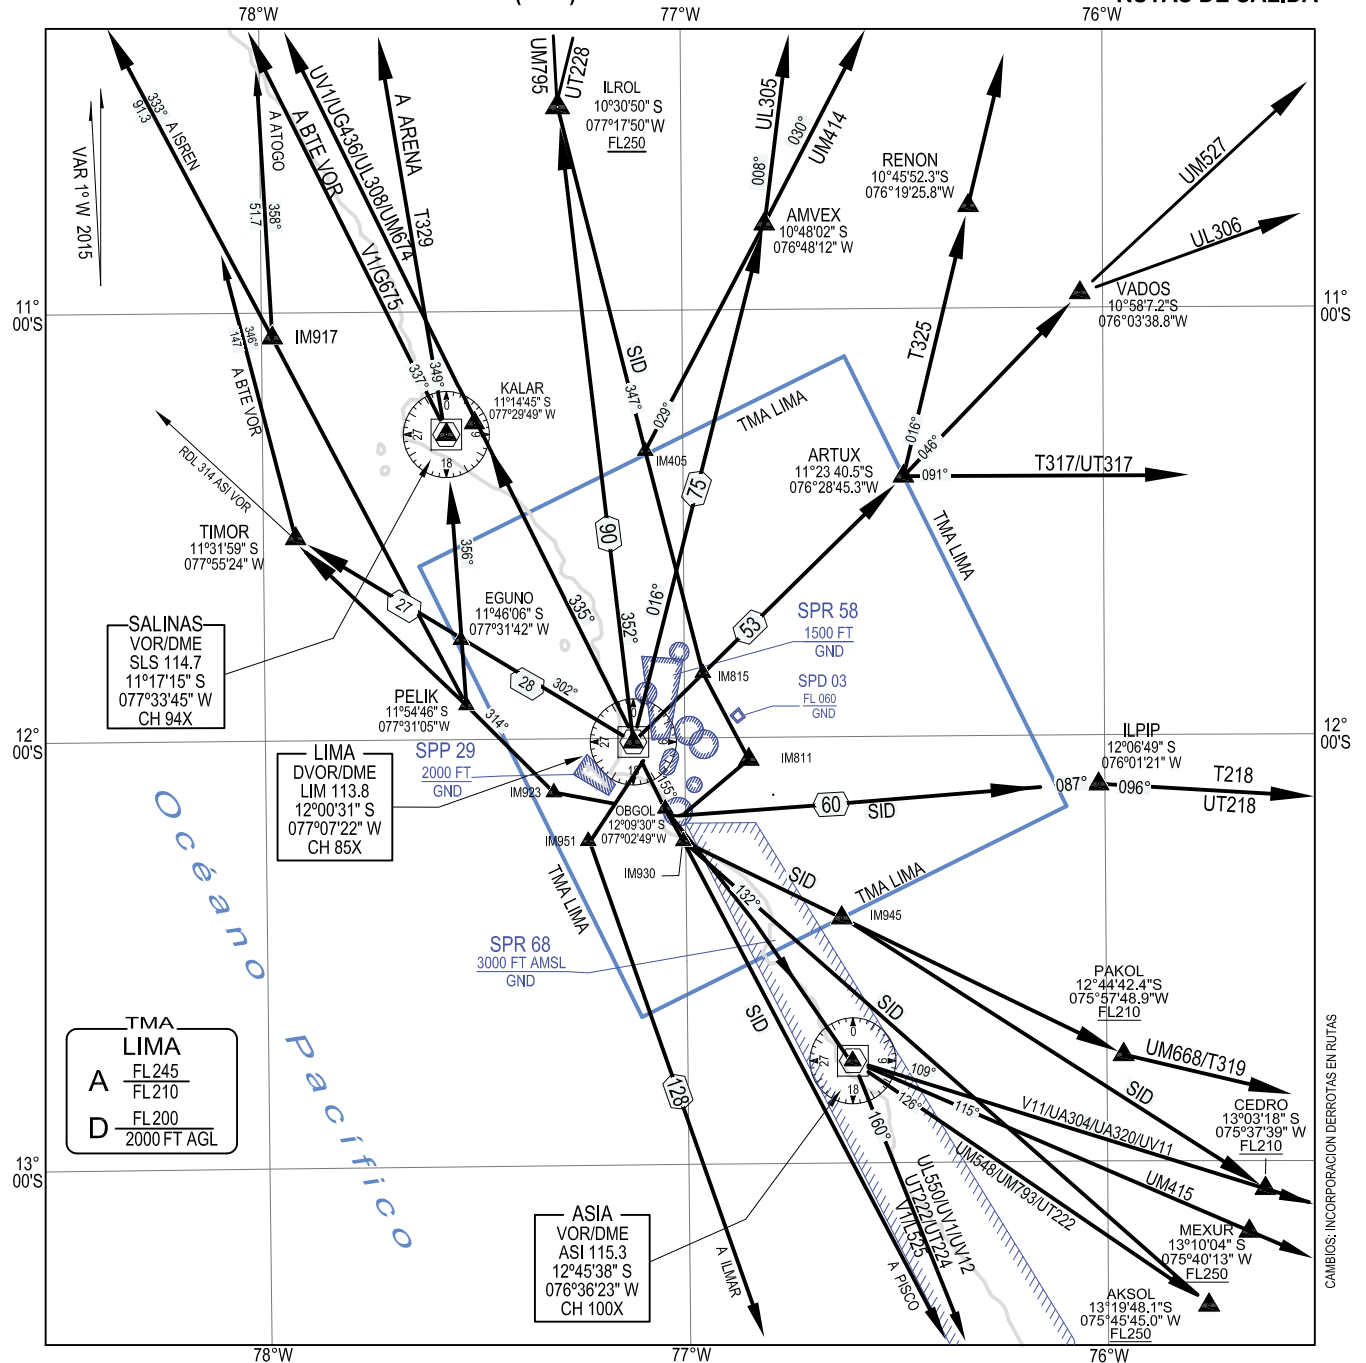 78°W
77°W
76°W
UM795
UT228
ILROL
10°30'50" S
077°17'50" W
FL250
UL305
008°
030°
UM414
333° A ISREN
91.3
A ATOGO
358°
51.7
A BTE VOR
UV1/UG436/UL308/UM674
A ARENA
T329
V1/G675
VAR 1° W 2015
RENON
10°45'52.3"S
076°19'25.8"W
UM527
UL306
AMVEX
10°48'02" S
076°48'12" W
VADOS
10°58'7.2"S
076°03'38.8"W
11°
00'S
11°
00'S
IM917
346°
147
A BTE VOR
337°
349°
KALAR
11°14'45" S
077°29'49" W
SID
347°
029°
TMA LIMA
T325
016°
046°
091°
T317/UT317
ARTUX
11°23 40.5"S
076°28'45.3"W
IM405
RDL 314 ASI VOR
TIMOR
11°31'59" S
077°55'24" W
75
90
TMA LIMA
356°
27
EGUNO
11°46'06" S
077°31'42" W
335°
352°
016°
53
SPR 58
1500 FT
GND
SALINAS
VOR/DME
SLS 114.7
11°17'15" S
077°33'45" W
CH 94X
28
302°
IM815
SPD 03
FL 060
GND
PELIK
11°54'46" S
077°31'05" W
314°
12°
00'S
12°
00'S
LIMA
DVOR/DME
LIM 113.8
12°00'31" S
077°07'22" W
CH 85X
SPP 29
2000 FT
GND
IM811
ILPIP
12°06'49" S
076°01'21" W
087°
096°
T218
UT218
IM923
155°
OBGOL
12°09'30" S
077°02'49" W
60
SID
IM951
IM930
TMA LIMA
132°
SID
TMA LIMA
IM945
SPR 68
3000 FT AMSL
GND
Océano
Pacífico
SID
SID
PAKOL
12°44'42.4"S
075°57'48.9"W
FL210
UM668/T319
TMA
LIMA
A FL245
FL210
D FL200
2000 FT AGL
128
109°
115°
126°
160°
SID
V11/UA304/UA320/UV11
CEDRO
13°03'18" S
075°37'39" W
FL210
13°
00'S
UM415
UM548/UM793/UT222
UL550/UV1/UV12
UT222/UT224
V1/L525
MEXUR
13°10'04" S
075°40'13" W
FL250
ASIA
VOR/DME
ASI 115.3
12°45'38" S
076°36'23" W
CH 100X
A ILMAR
A PISCO
AKSOL
13°19'48.1"S
075°45'45.0" W
FL250
CAMBIOS: INCORPORACION DERROTAS EN RUTAS
78°W
77°W
76°W